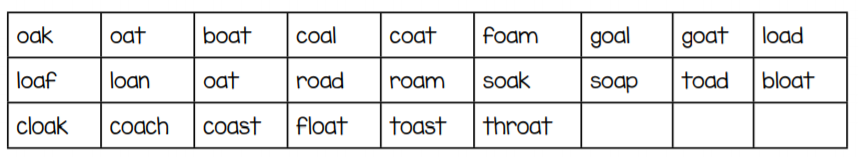 oak oat boat coal coat foam goal goat load
loaf loan oat road roam soak soap toad bloat
cloak coach coast float toast throat